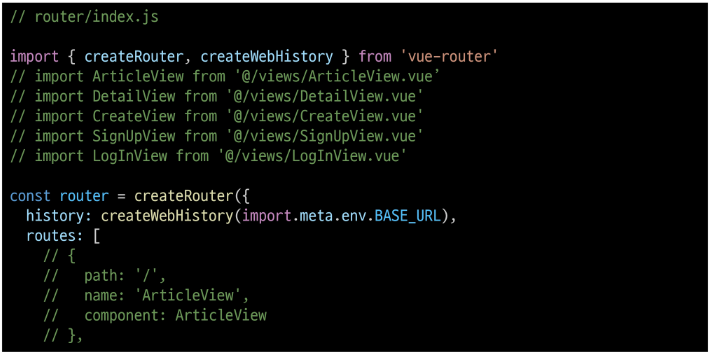 // router/index.js
import { createRouter, createWebHistory } from 'vue-router'
// import ArticleView from '@/views/ArticleView.vue’
// import DetailView from '@/views/DetailView.vue'
// import CreateView from '@/views/CreateView.vue'
// import SignUpView from '@/views/SignUpView.vue'
// import LogInView from '@/views/LogInView.vue'
const router = createRouter({
  history: createWebHistory(import.meta.env.BASE_URL),
  routes: [
    // {
    //   path: '/',
    //   name: 'ArticleView',
    //   component: ArticleView
    // },